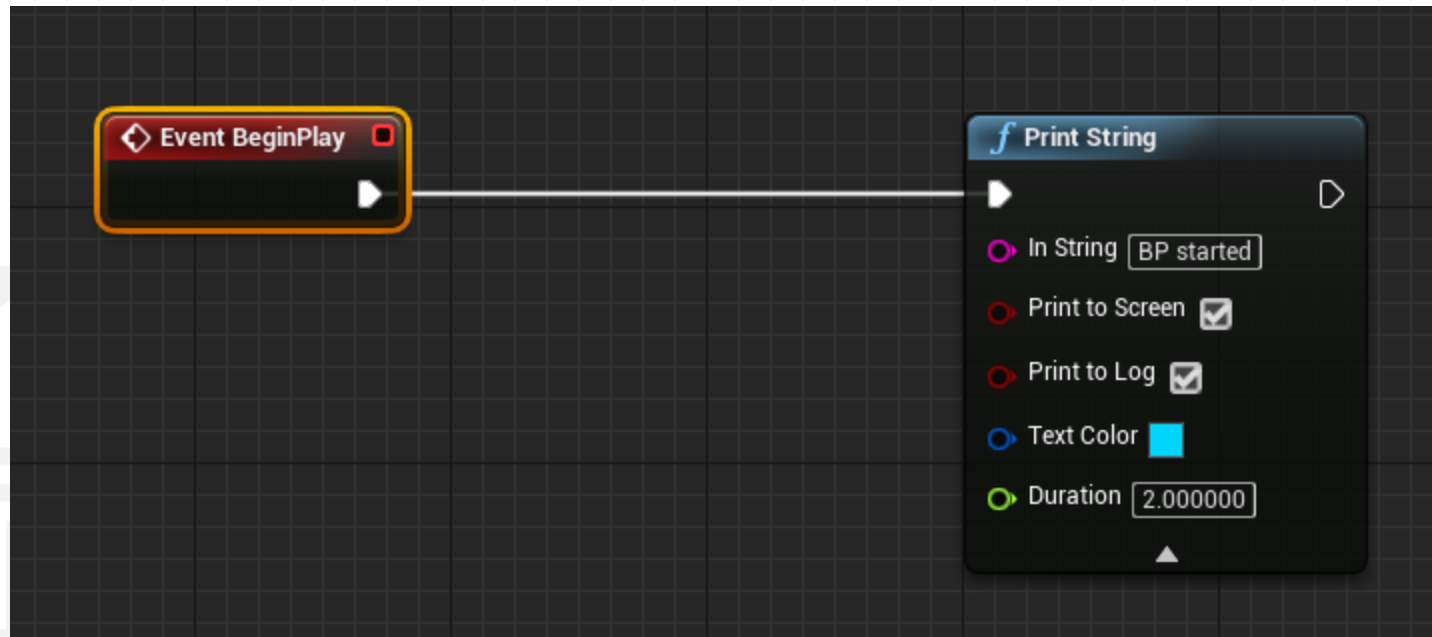 Event BeginPlay
Print String
In String BP started
Print to Screen
Print to Log
Text Color
Duration 2.000000